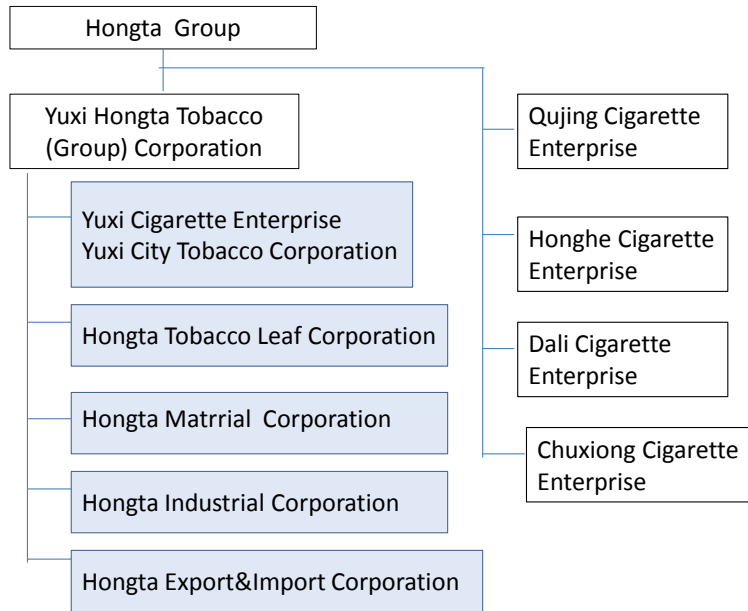 Hongta Group
Yuxi Hongta Tobacco
(Group) Corporation
Yuxi Cigarette Enterprise
Yuxi City Tobacco Corporation
Hongta Tobacco Leaf Corporation
Hongta Matrrial Corporation
Hongta Industrial Corporation
Hongta Export&Import Corporation
Qujing Cigarette
Enterprise
Honghe Cigarette
Enterprise
Dali Cigarette
Enterprise
Chuxiong Cigarette
Enterprise